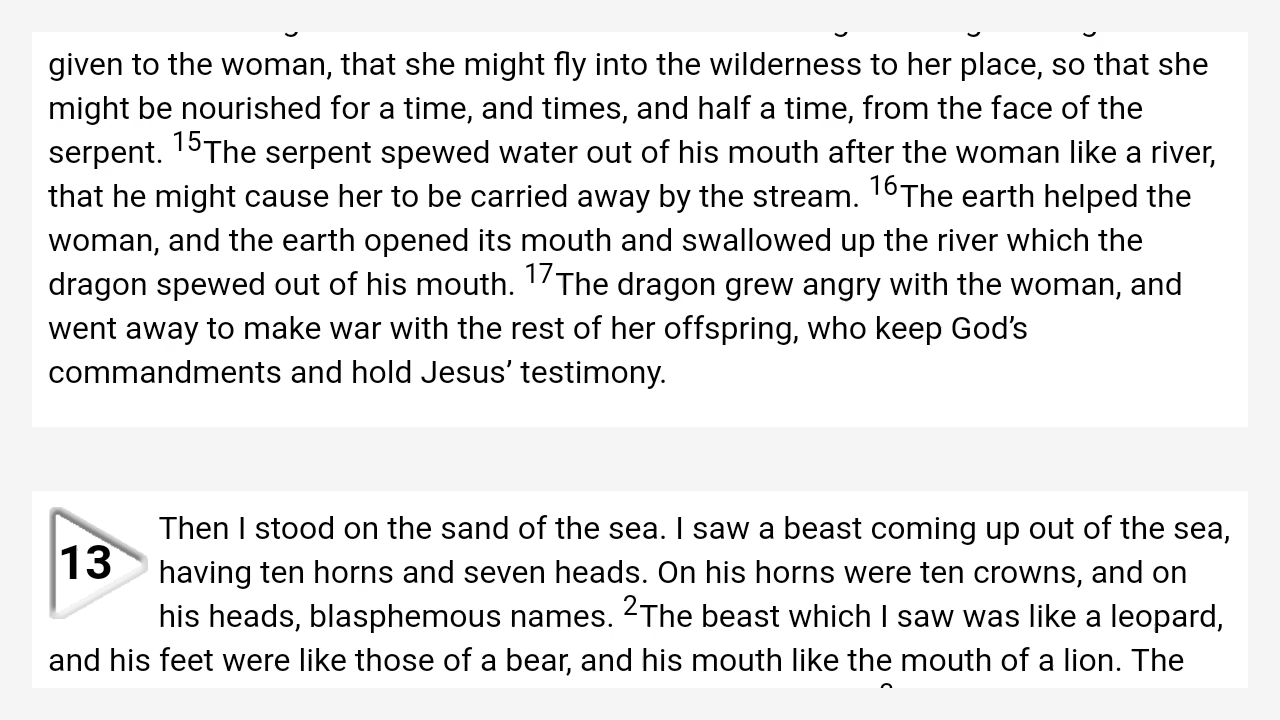 given to the woman, that she might fly into the wilderness to her place, so that she
might be nourished for a time, and times, and half a time, from the face of the
serpent. 15The serpent spewed water out of his mouth after the woman like a river,
that he might cause her to be carried away by the stream. 16The earth helped the
woman, and the earth opened its mouth and swallowed up the river which the
dragon spewed out of his mouth. 17The dragon grew angry with the woman, and
went away to make war with the rest of her offspring, who keep God’s
commandments and hold Jesus’ testimony.
13 Then I stood on the sand of the sea. I saw a beast coming up out of the sea,
having ten horns and seven heads. On his horns were ten crowns, and on
his heads, blasphemous names. 2The beast which I saw was like a leopard,
and his feet were like those of a bear, and his mouth like the mouth of a lion. The